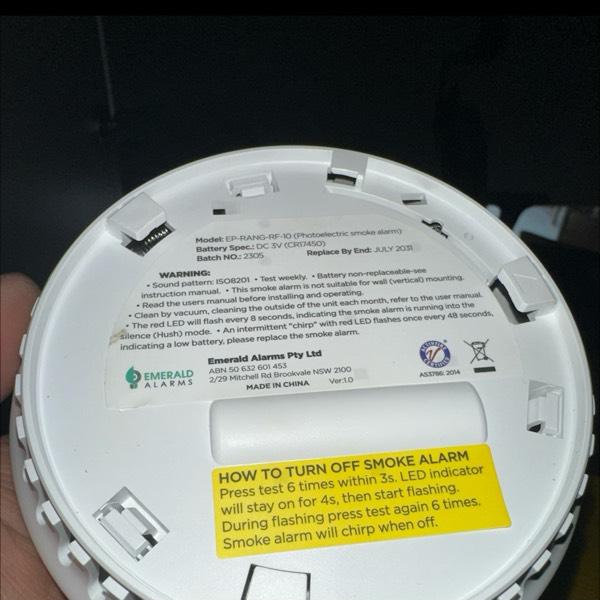 Model: EP-RANG-RF-10 (Photoelectric smoke alarm)
Battery Spec.: DC 3V (CR17450)
Batch NO.: 2305 Replace By End: JULY 2031
WARNING:
• Sound pattern: ISO8201 • Test weekly. • Battery non-replaceable-see
instruction manual. • This smoke alarm is not suitable for wall (vertical) mounting.
• Read the users manual before installing and operating.
• Clean by vacuum, cleaning the outside of the unit each month, refer to the user manual.
• The red LED will flash every 8 seconds, indicating the smoke alarm is running into the
silence (Hush) mode. • An intermittent "chirp" with red LED flashes once every 48 seconds,
indicating a low battery, please replace the smoke alarm.
EMERALD
ALARMS
Emerald Alarms Pty Ltd
ABN 50 632 601 453
2/29 Mitchell Rd Brookvale NSW 2100
MADE IN CHINA Ver:1.0
AS3786: 2014
HOW TO TURN OFF SMOKE ALARM
Press test 6 times within 3s. LED indicator
will stay on for 4s, then start flashing.
During flashing press test again 6 times.
Smoke alarm will chirp when off.